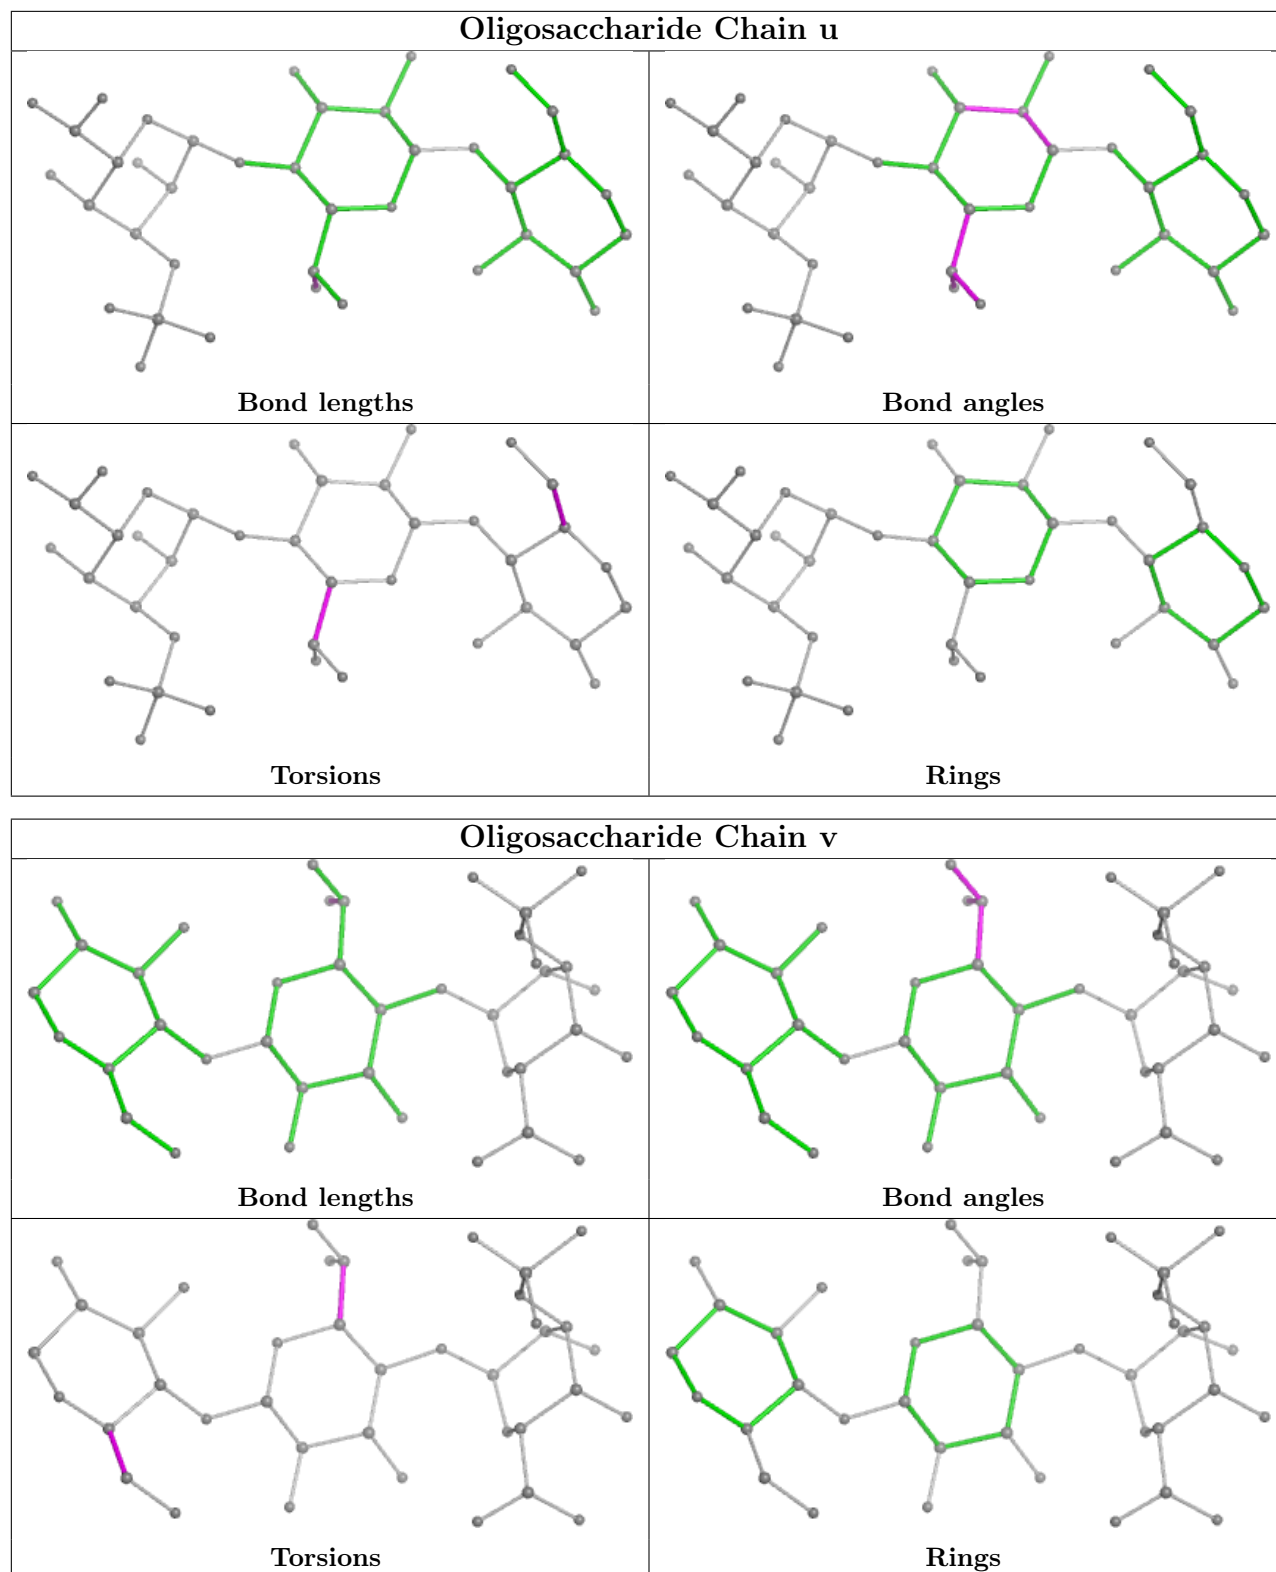 Oligosaccharide Chain u
Bond lengths
Bond angles
Torsions
Rings
Oligosaccharide Chain v
Bond lengths
Bond angles
Torsions
Rings